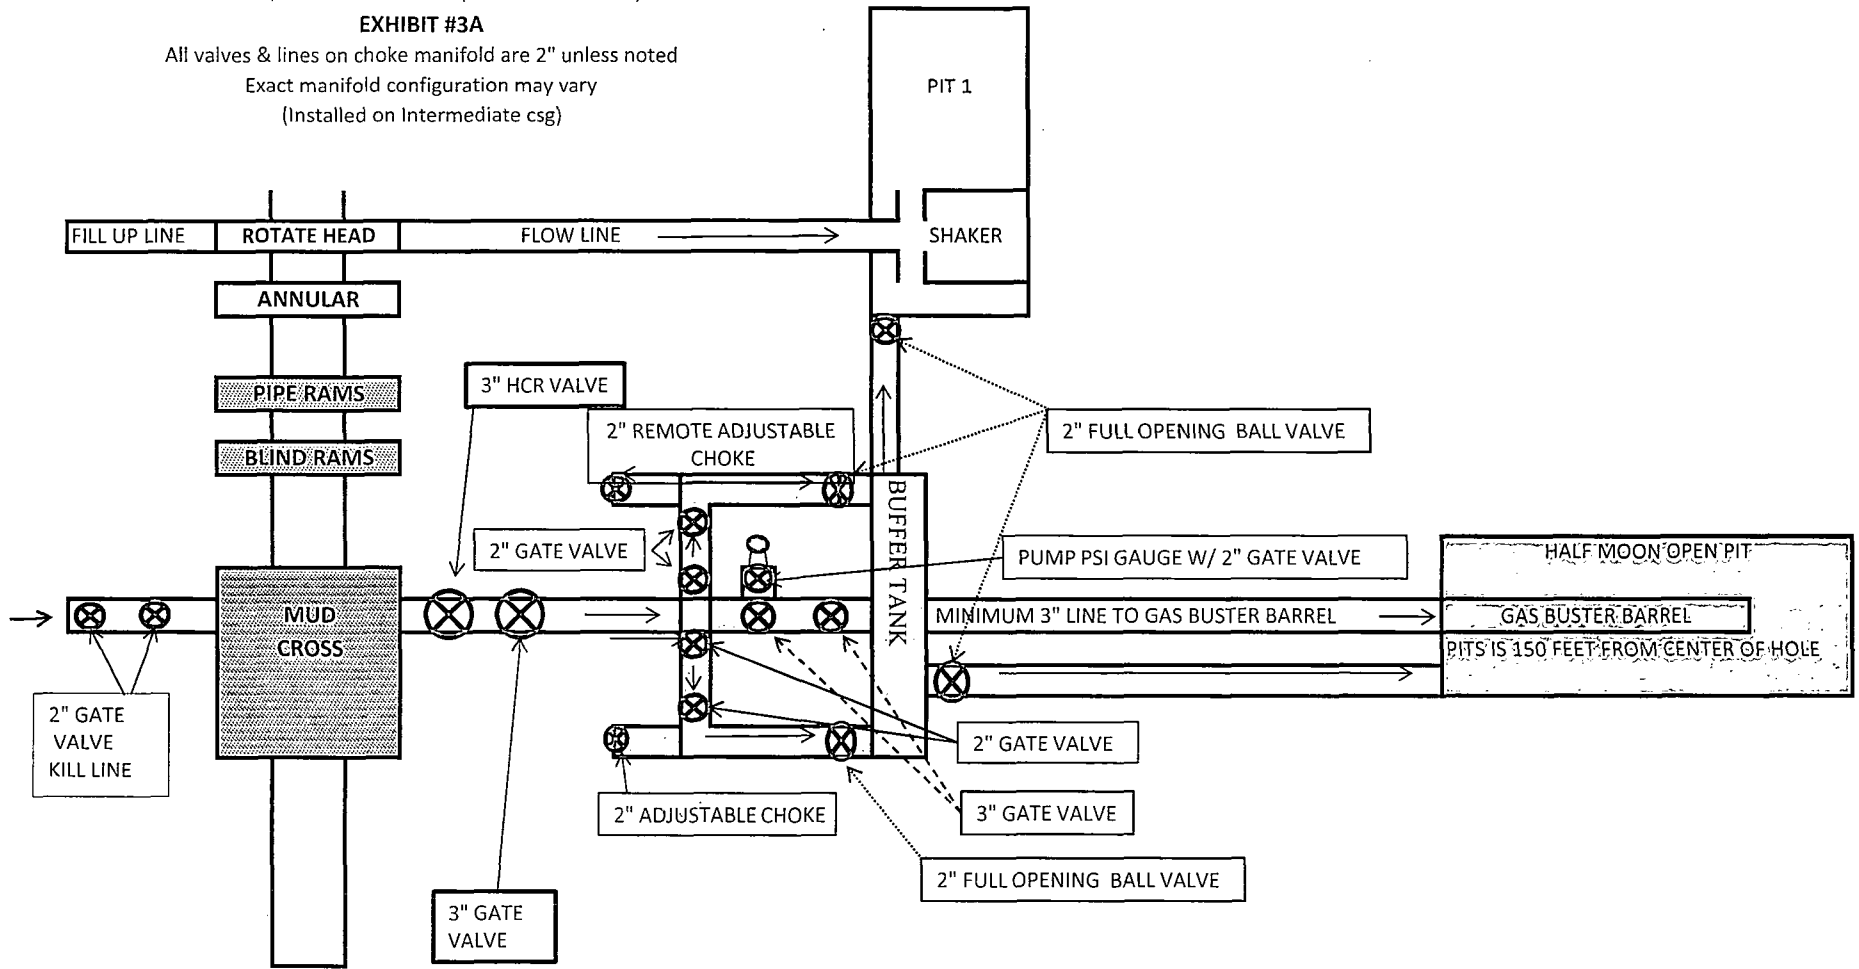 EXHIBIT #3A
All valves & lines on choke manifold are 2" unless noted
Exact manifold configuration may vary
(Installed on Intermediate csg)
PIT 1
FILL UP LINE
ROTATE HEAD
FLOW LINE
SHAKER
ANNULAR
PIPE RAMS
BLIND RAMS
3" HCR VALVE
2" REMOTE ADJUSTABLE
CHOKE
2" FULL OPENING BALL VALVE
2" GATE VALVE
BUFFER TANK
PUMP PSI GAUGE W/ 2" GATE VALVE
HALF MOON OPEN PIT
MUD
CROSS
MINIMUM 3" LINE TO GAS BUSTER BARREL
GAS BUSTER BARREL
PITS IS 150 FEET FROM CENTER OF HOLE
2" GATE
VALVE
KILL LINE
2" GATE VALVE
2" ADJUSTABLE CHOKE
3" GATE VALVE
2" FULL OPENING BALL VALVE
3" GATE
VALVE